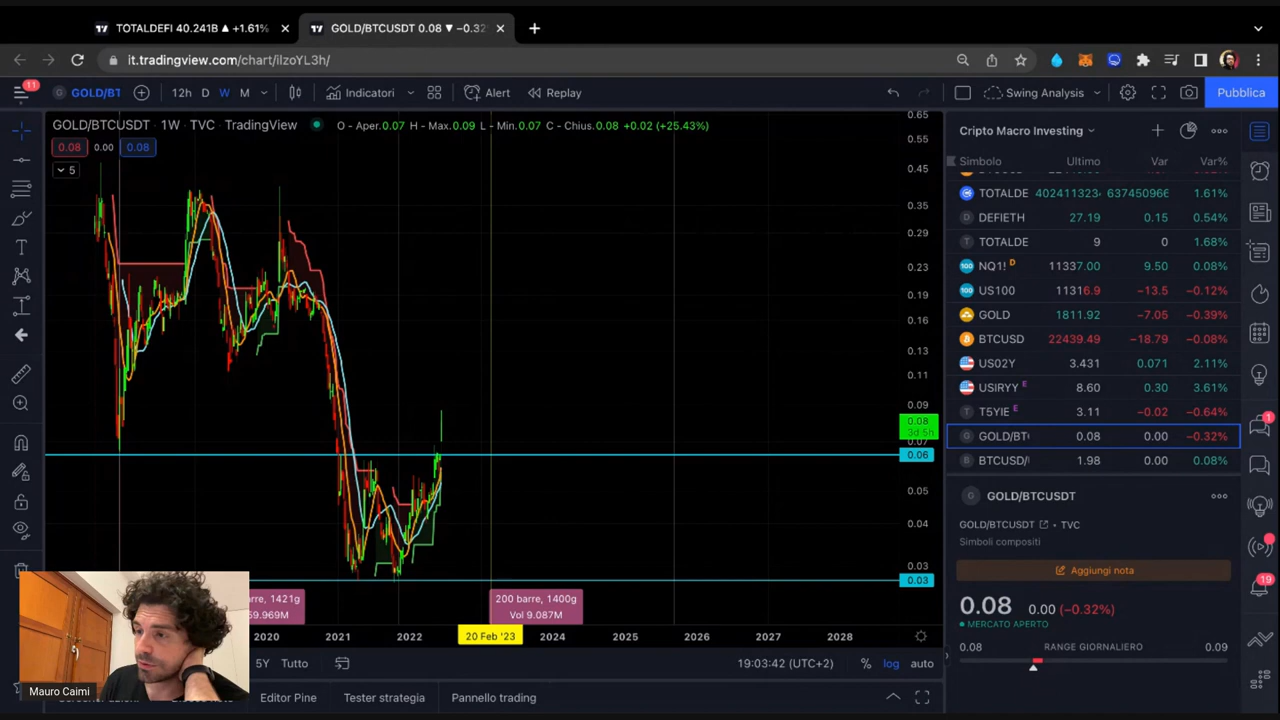 TOTALDEFI 40.241B ▲ +1.61%
GOLD/BTCUSDT 0.08 ▼ −0.32
it.tradingview.com/chart/iIzoYL3h/
11
GOLD/BT
12h D W M
Indicatori
Alert
Replay
Swing Analysis
Pubblica
GOLD/BTCUSDT · 1W · TVC · TradingView
O - Aper.0.07 H - Max.0.09 L - Min.0.07 C - Chius.0.08 +0.02 (+25.43%)
0.08 0.00 0.08
5
0.65
0.55
0.45
0.35
0.29
0.23
0.19
0.16
0.13
0.11
0.09
0.08
3d 5h
0.07
0.06
0.05
0.04
0.03
0.03
barre, 1421g
59.969M
200 barre, 1400g
Vol 9.087M
2020 2021 2022 20 Feb '23 2024 2025 2026 2027 2028
5Y Tutto
19:03:42 (UTC+2)
% log auto
Editor Pine
Tester strategia
Pannello trading
Mauro Caimi
Cripto Macro Investing
Simbolo Ultimo Var Var%
TOTALDE 402411323 637450966 1.61%
DEFIETH 27.19 0.15 0.54%
TOTALDE 9 0 1.68%
NQ1! D 11337.00 9.50 0.08%
US100 11316.9 −13.5 −0.12%
GOLD 1811.92 −7.05 −0.39%
BTCUSD 22439.49 −18.79 −0.08%
US02Y 3.431 0.071 2.11%
USIRYY E 8.60 0.30 3.61%
T5YIE E 3.11 −0.02 −0.64%
GOLD/BT 0.08 0.00 −0.32%
BTCUSD/ 1.98 0.00 0.08%
GOLD/BTCUSDT
GOLD/BTCUSDT • TVC
Simboli compositi
Aggiungi nota
0.08 0.00 (−0.32%)
MERCATO APERTO
0.08 RANGE GIORNALIERO 0.09
1
19